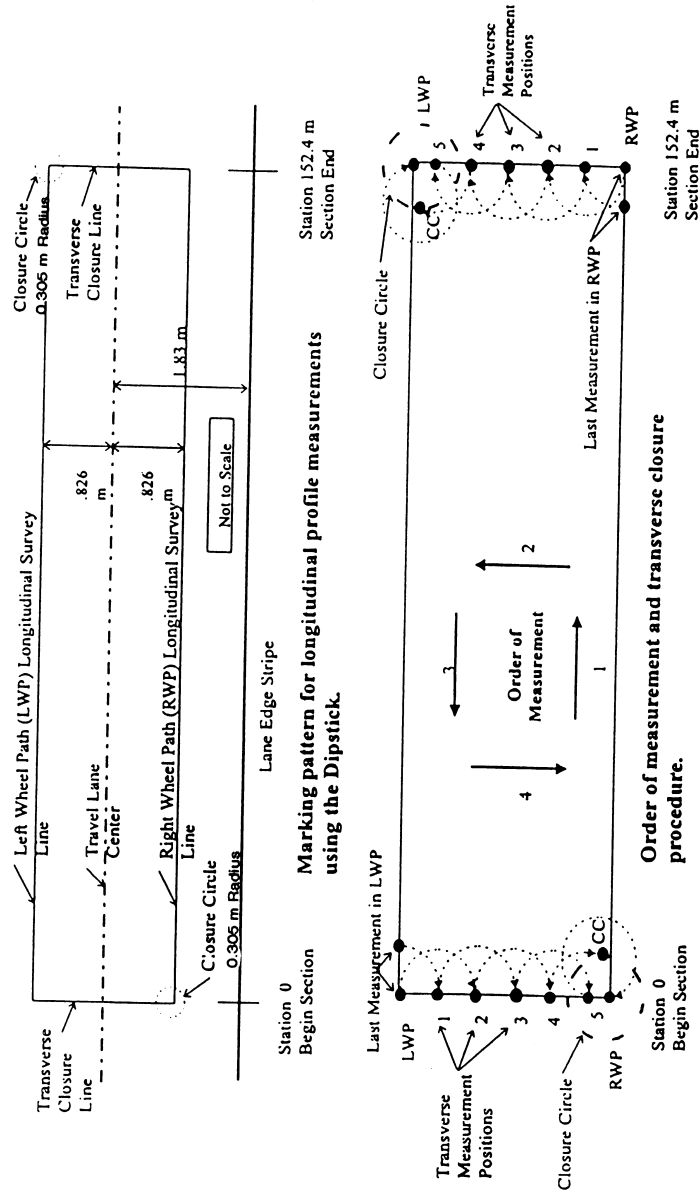 Transverse
Closure
Line
Left Wheel Path (LWP) Longitudinal Survey
Line
Travel Lane
Center
Right Wheel Path (RWP) Longitudinal Survey
Line
Closure Circle
0.305 m Radius
.826
m
.826
m
Closure Circle
0.305 m Radius
Transverse
Closure Line
1.83 m
Not to Scale
Station 0
Begin Section
Lane Edge Stripe
Station 152.4 m
Section End
Marking pattern for longitudinal profile measurements
using the Dipstick.
Last Measurement in LWP
LWP
1
2
3
4
5
RWP
Transverse
Measurement
Positions
Closure Circle
CC
Station 0
Begin Section
3
4
Order of
Measurement
2
1
Closure Circle
CC
LWP
5
4
3
2
1
RWP
Transverse
Measurement
Positions
Last Measurement in RWP
Station 152.4 m
Section End
Order of measurement and transverse closure
procedure.